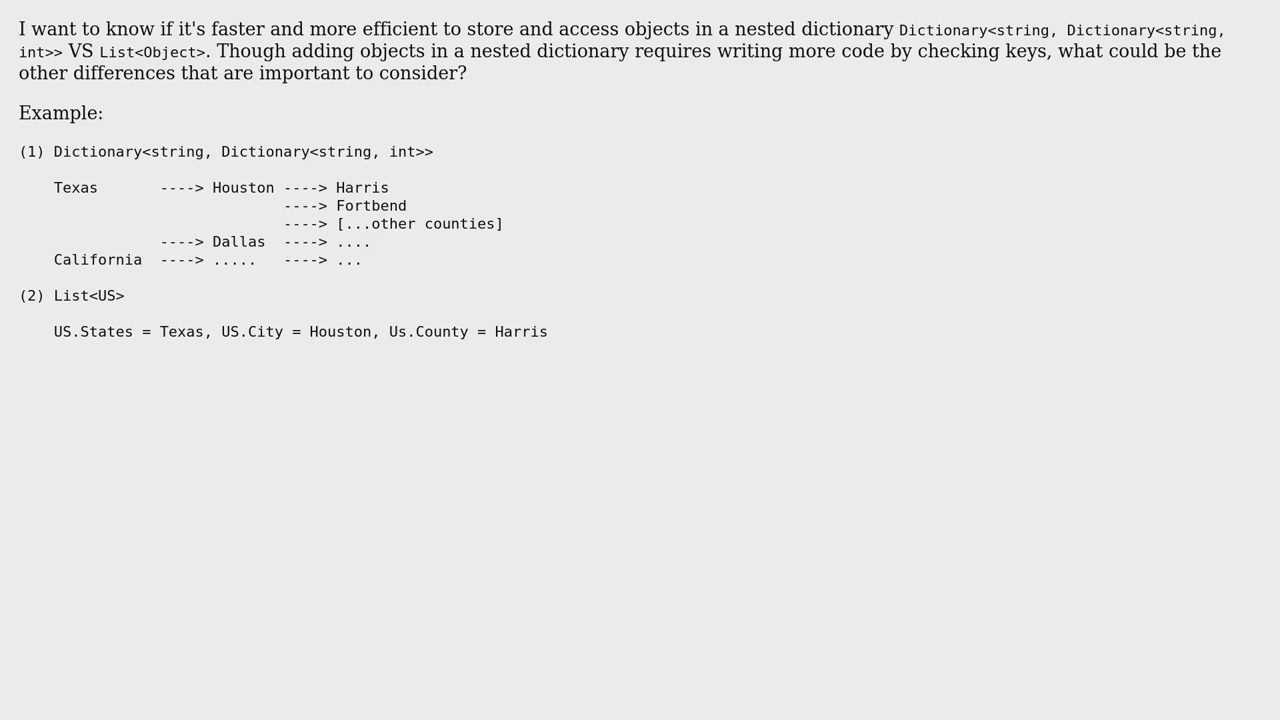 I want to know if it's faster and more efficient to store and access objects in a nested dictionary Dictionary<string, Dictionary<string,
int>> VS List<Object>. Though adding objects in a nested dictionary requires writing more code by checking keys, what could be the
other differences that are important to consider?
Example:
(1) Dictionary<string, Dictionary<string, int>>
Texas       ----> Houston ----> Harris
----> Fortbend
----> [...other counties]
----> Dallas  ----> ....
California  ----> .....   ----> ...
(2) List<US>
US.States = Texas, US.City = Houston, Us.County = Harris